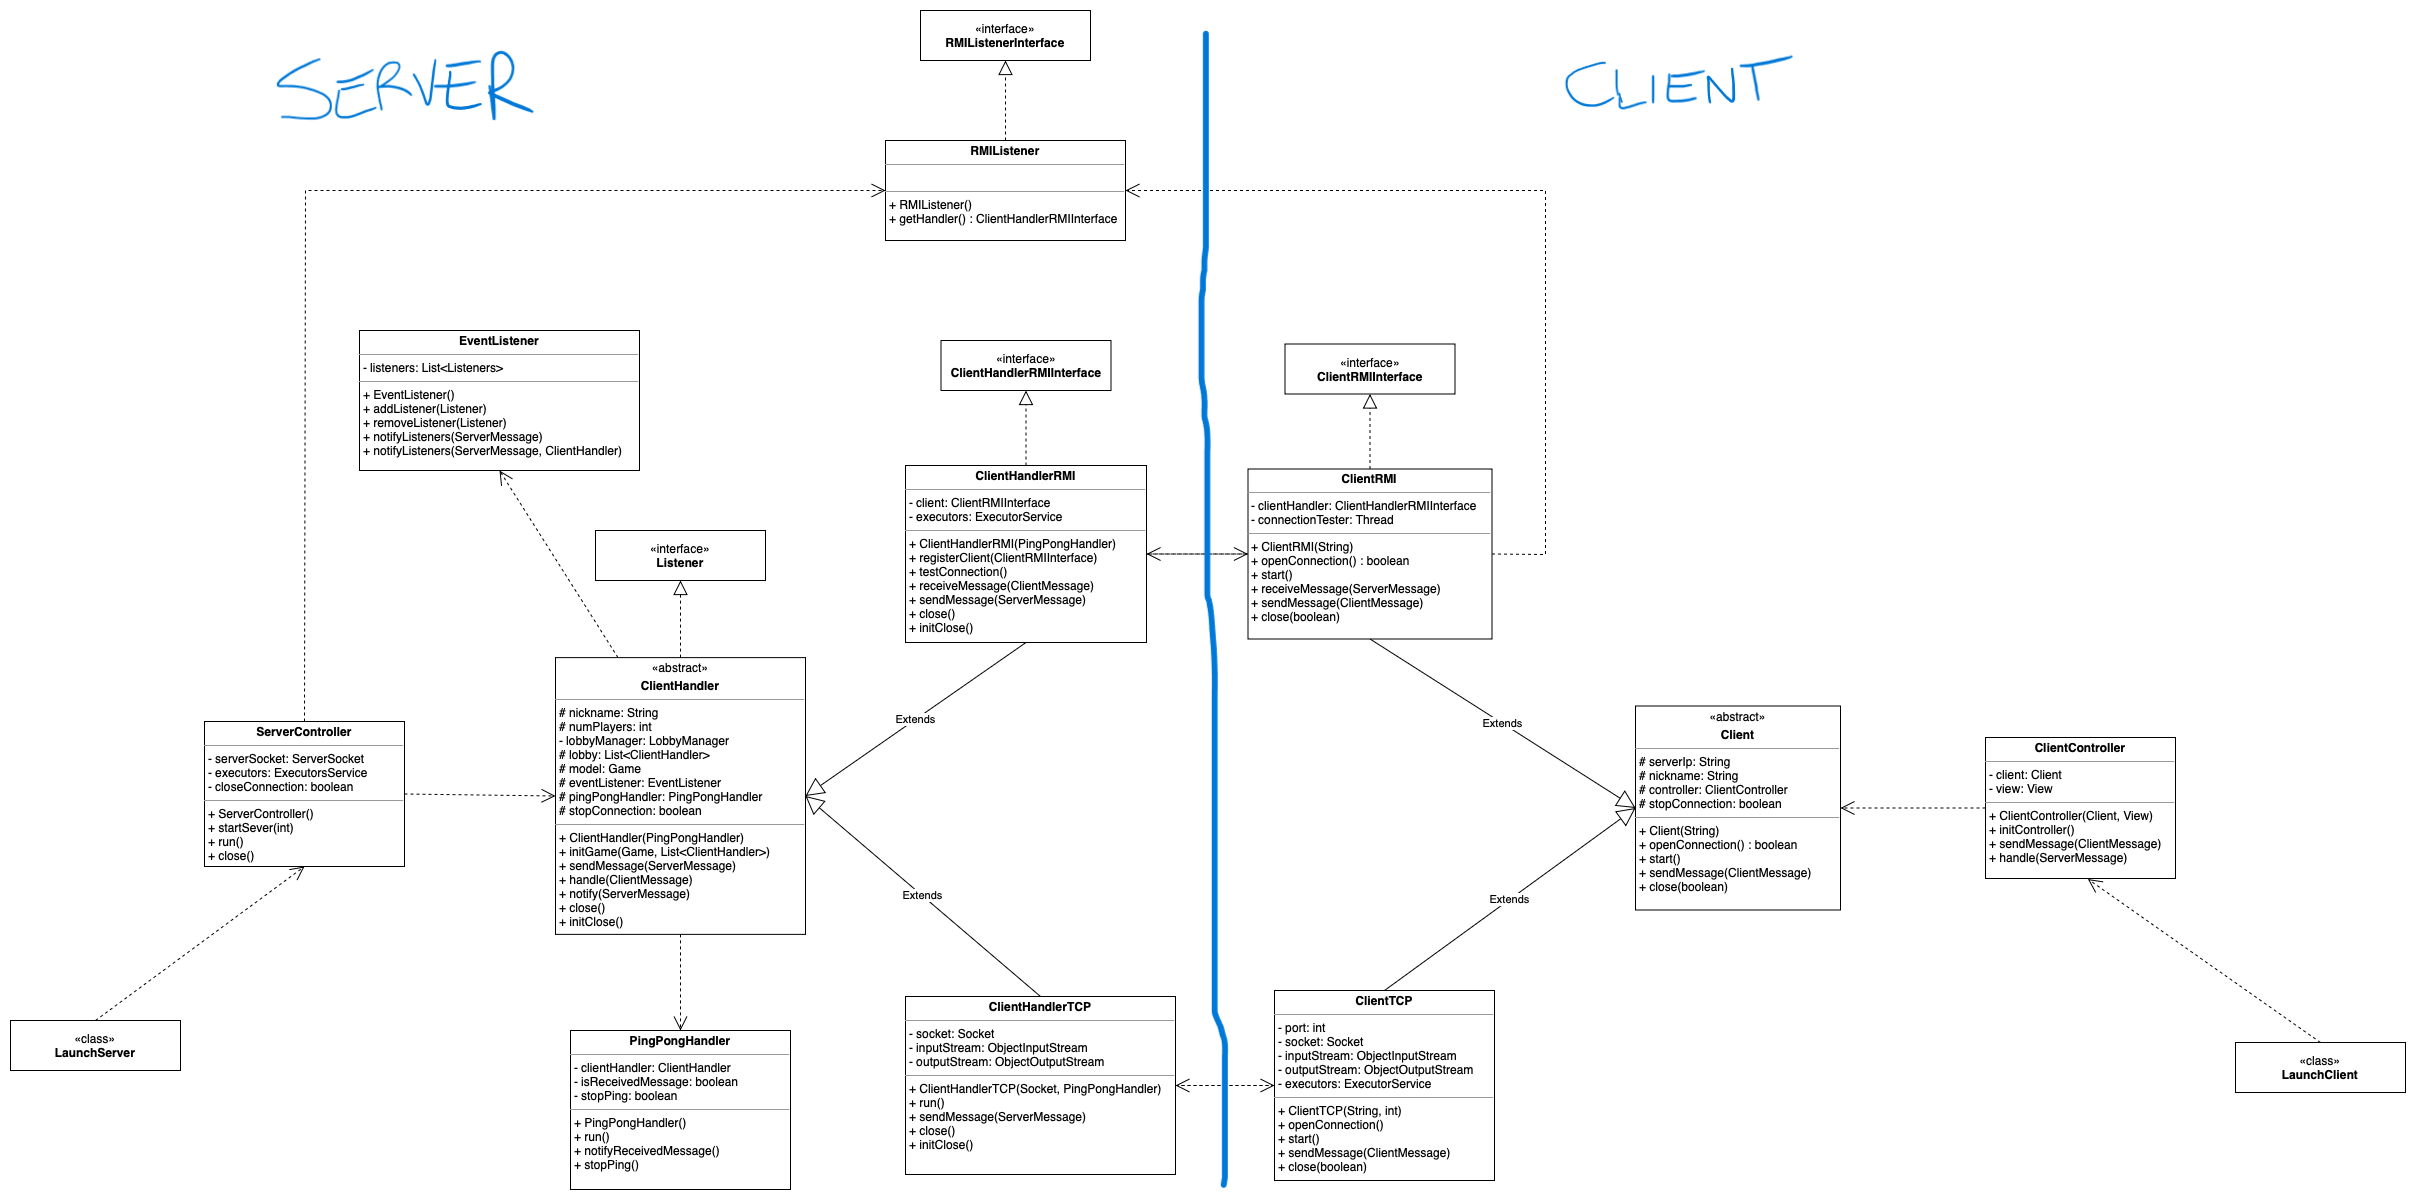 SERVER
CLIENT
«interface»
RMIListenerInterface
RMIListener
+ RMIListener()
+ getHandler() : ClientHandlerRMIInterface
EventListener
- listeners: List<Listeners>
+ EventListener()
+ addListener(Listener)
+ removeListener(Listener)
+ notifyListeners(ServerMessage)
+ notifyListeners(ServerMessage, ClientHandler)
«interface»
Listener
«interface»
ClientHandlerRMIInterface
ClientHandlerRMI
- client: ClientRMIInterface
- executors: ExecutorService
+ ClientHandlerRMI(PingPongHandler)
+ registerClient(ClientRMIInterface)
+ testConnection()
+ receiveMessage(ClientMessage)
+ sendMessage(ServerMessage)
+ close()
+ initClose()
«interface»
ClientRMIInterface
ClientRMI
- clientHandler: ClientHandlerRMIInterface
- connectionTester: Thread
+ ClientRMI(String)
+ openConnection() : boolean
+ start()
+ receiveMessage(ServerMessage)
+ sendMessage(ClientMessage)
+ close(boolean)
ServerController
- serverSocket: ServerSocket
- executors: ExecutorsService
- closeConnection: boolean
+ ServerController()
+ startSever(int)
+ run()
+ close()
«abstract»
ClientHandler
# nickname: String
# numPlayers: int
- lobbyManager: LobbyManager
# lobby: List<ClientHandler>
# model: Game
# eventListener: EventListener
# pingPongHandler: PingPongHandler
# stopConnection: boolean
+ ClientHandler(PingPongHandler)
+ initGame(Game, List<ClientHandler>)
+ sendMessage(ServerMessage)
+ handle(ClientMessage)
+ notify(ServerMessage)
+ close()
+ initClose()
Extends
Extends
Extends
Extends
«abstract»
Client
# serverIp: String
# nickname: String
# controller: ClientController
# stopConnection: boolean
+ Client(String)
+ openConnection() : boolean
+ start()
+ sendMessage(ClientMessage)
+ close(boolean)
ClientController
- client: Client
- view: View
+ ClientController(Client, View)
+ initController()
+ sendMessage(ClientMessage)
+ handle(ServerMessage)
«class»
LaunchServer
PingPongHandler
- clientHandler: ClientHandler
- isReceivedMessage: boolean
- stopPing: boolean
+ PingPongHandler()
+ run()
+ notifyReceivedMessage()
+ stopPing()
ClientHandlerTCP
- socket: Socket
- inputStream: ObjectInputStream
- outputStream: ObjectOutputStream
+ ClientHandlerTCP(Socket, PingPongHandler)
+ run()
+ sendMessage(ServerMessage)
+ close()
+ initClose()
ClientTCP
- port: int
- socket: Socket
- inputStream: ObjectInputStream
- outputStream: ObjectOutputStream
- executors: ExecutorService
+ ClientTCP(String, int)
+ openConnection()
+ start()
+ sendMessage(ClientMessage)
+ close(boolean)
«class»
LaunchClient